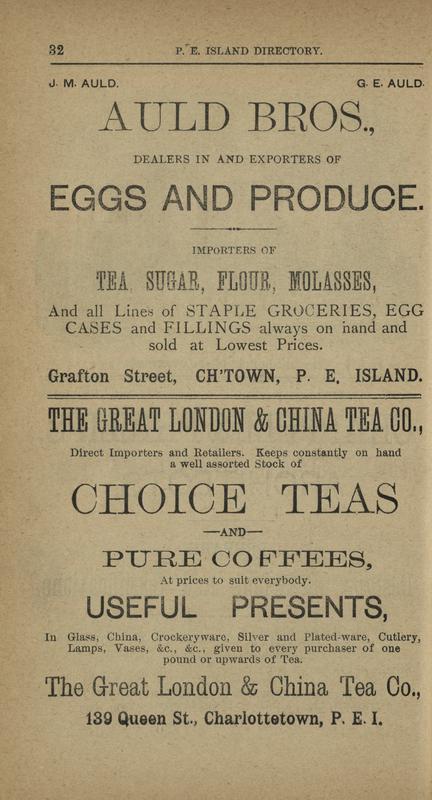 32 P. E. ISLAND DIRECTORY.
J. M. AULD. G. E. AULD.
AULD BROS.,
DEALERS IN AND EXPORTERS OF
EGGS AND PRODUCE.
IMPORTERS OF
TEA, SUGAR, FLOUR, MOLASSES,
And all Lines of STAPLE GROCERIES, EGG
CASES and FILLINGS always on hand and
sold at Lowest Prices.
Grafton Street, CH'TOWN, P. E. ISLAND.
THE GREAT LONDON & CHINA TEA CO.,
Direct Importers and Retailers. Keeps constantly on hand
a well assorted Stock of
CHOICE TEAS
—AND—
PURE COFFEES,
At prices to suit everybody.
USEFUL PRESENTS,
In Glass, China, Crockeryware, Silver and Plated-ware, Cutlery,
Lamps, Vases, &c., &c., given to every purchaser of one
pound or upwards of Tea.
The Great London & China Tea Co.,
139 Queen St., Charlottetown, P. E. I.